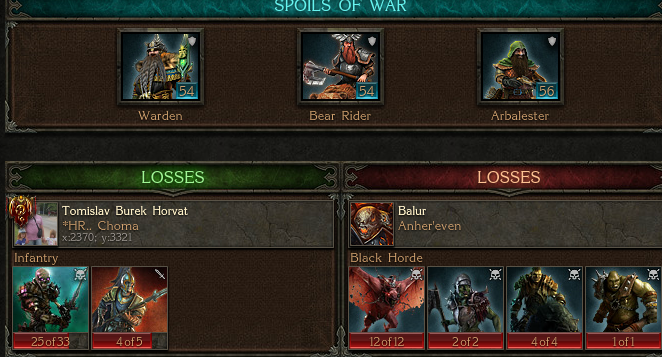 SPOILS OF WAR
54
54
56
Warden
Bear Rider
Arbalester
LOSSES
LOSSES
Tomislav Burek Horvat
*HR.. Choma
x:2370; y:3321
Balur
Anher'even
Infantry
Black Horde
25 of 33
4 of 5
12 of 12
2 of 2
4 of 4
1 of 1